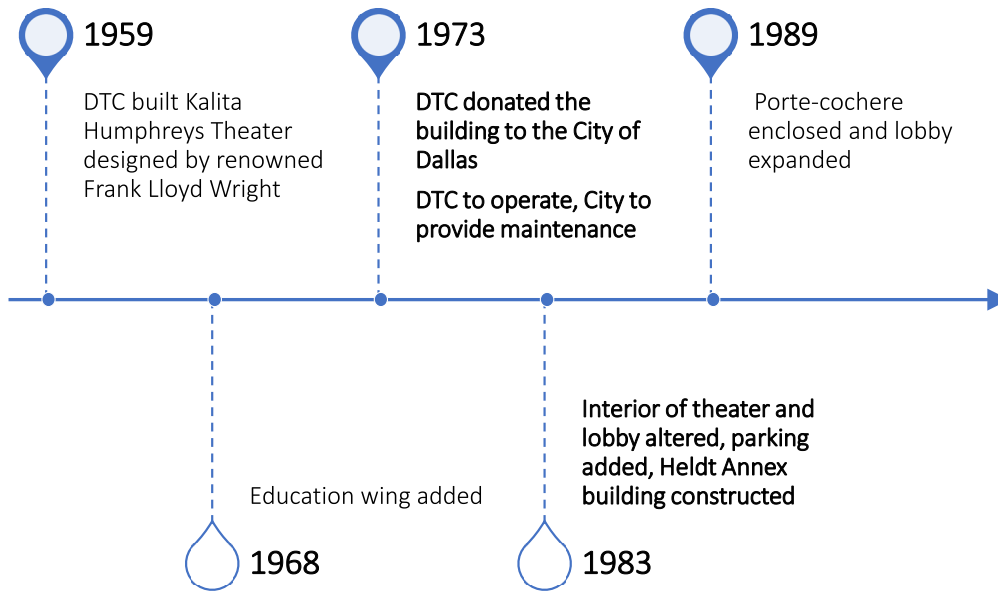 1959
DTC built Kalita
Humphreys Theater
designed by renowned
Frank Lloyd Wright
1973
DTC donated the
building to the City of
Dallas
DTC to operate, City to
provide maintenance
1989
Porte-cochere
enclosed and lobby
expanded
Education wing added
1968
Interior of theater and
lobby altered, parking
added, Heldt Annex
building constructed
1983